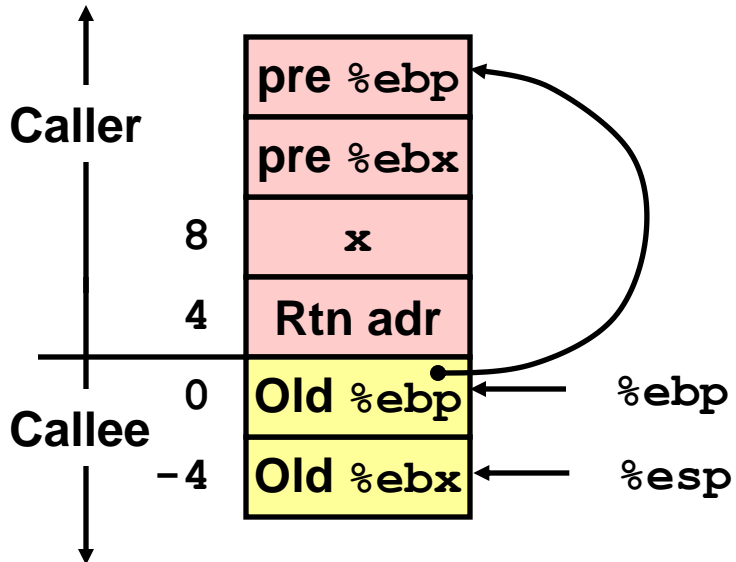 pre %ebp
Caller
pre %ebx
8 x
4 Rtn adr
0 Old %ebp %ebp
Callee
-4 Old %ebx %esp